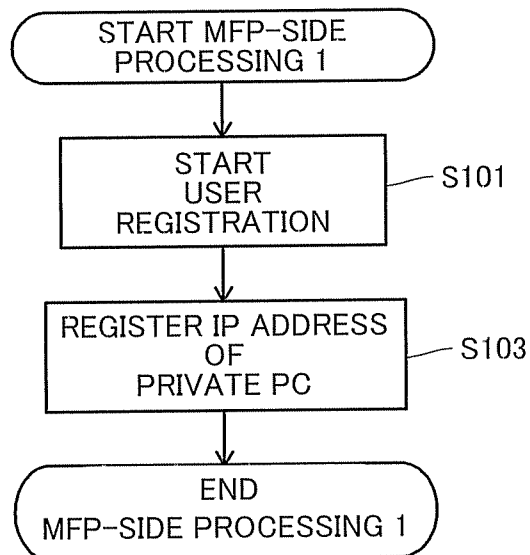 START MFP-SIDE
PROCESSING 1
START
USER
REGISTRATION
S101
REGISTER IP ADDRESS
OF
PRIVATE PC
S103
END
MFP-SIDE PROCESSING 1